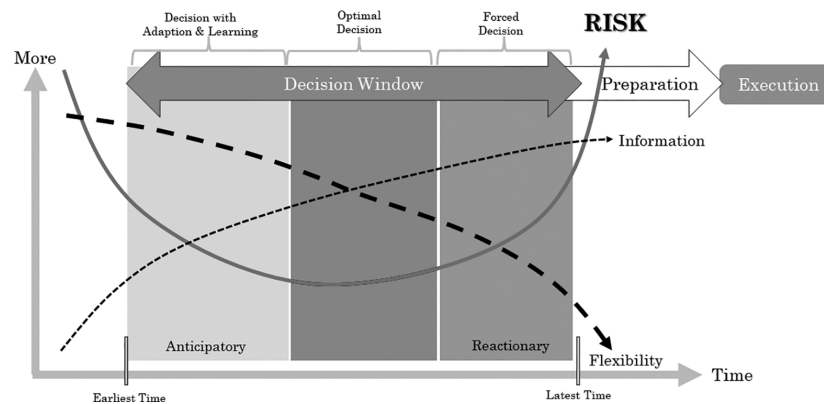 Decision with
Adaption & Learning
Optimal
Decision
Forced
Decision
RISK
More
Decision Window
Preparation
Execution
Information
Anticipatory
Reactionary
Flexibility
Time
Earliest Time
Latest Time